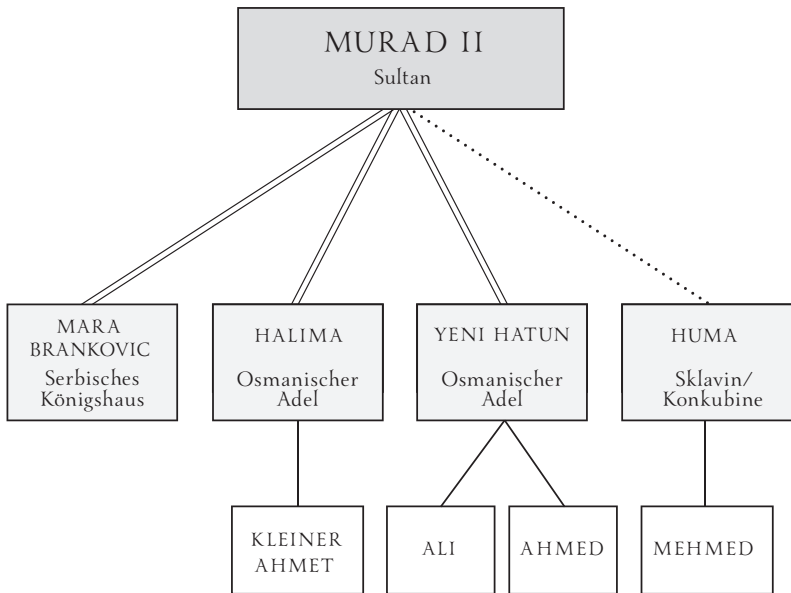 MURAD II
Sultan
MARA
BRANKOVIC
Serbisches
Königshaus
HALIMA
Osmanischer
Adel
YENI HATUN
Osmanischer
Adel
HUMA
Sklavin/
Konkubine
KLEINER
AHMET
ALI
AHMED
MEHMED